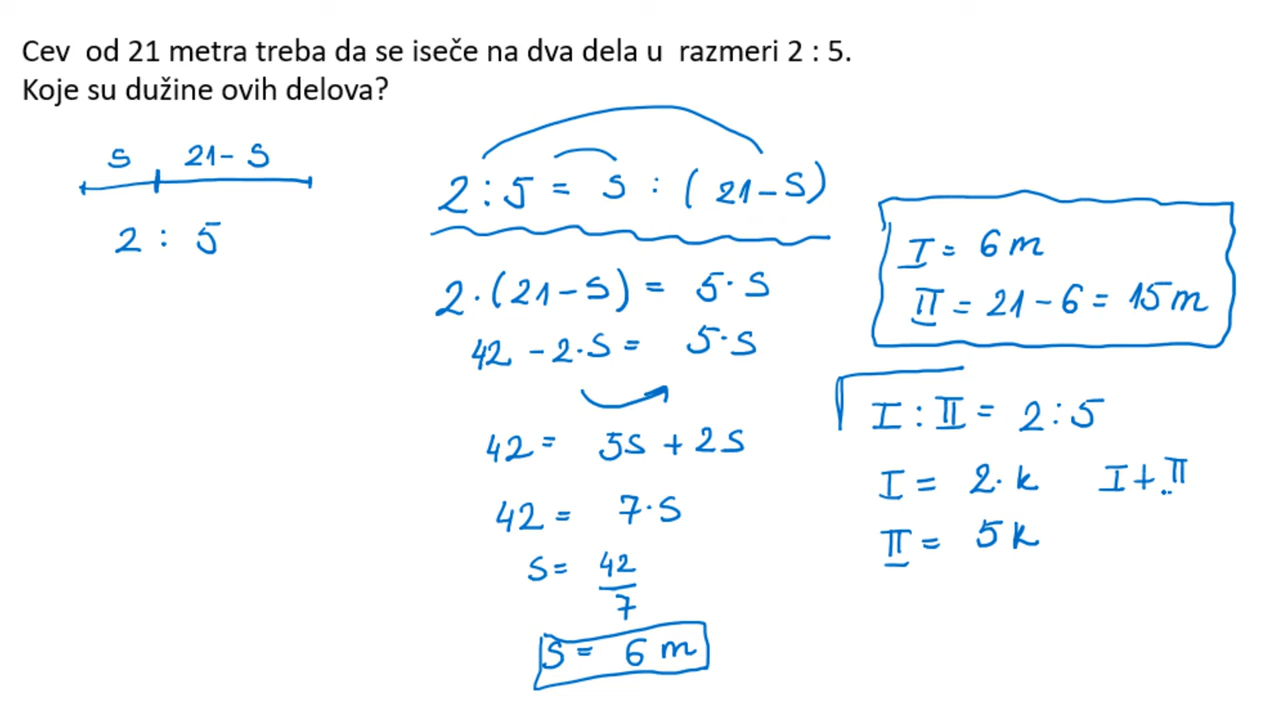 Cev od 21 metra treba da se iseče na dva dela u razmeri 2 : 5.
Koje su dužine ovih delova?
S 21 - S
2 : 5
2 : 5 = S : ( 21 - S )
2 · ( 21 - S ) = 5 · S
42 - 2 · S = 5 · S
42 = 5S + 2S
42 = 7 · S
S = 42/7
S = 6 m
I = 6 m
II = 21 - 6 = 15 m
I : II = 2 : 5
I = 2 · k I + II
II = 5k